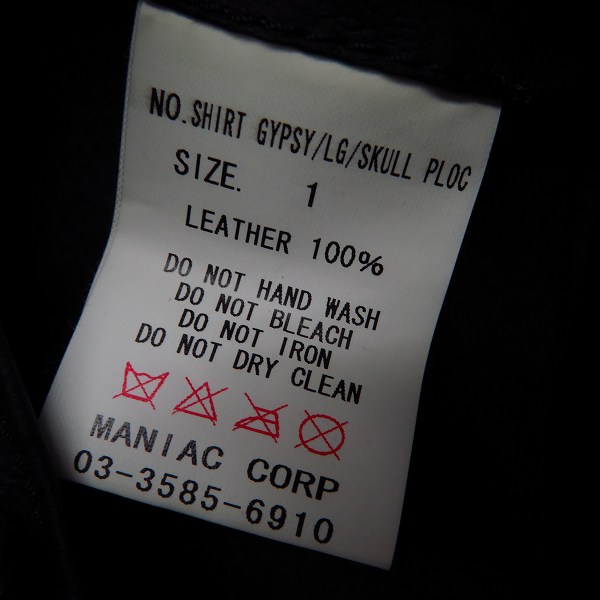 NO.SHIRT GYPSY/LG/SKULL PLOC
SIZE. 1
LEATHER 100%
DO NOT HAND WASH
DO NOT BLEACH
DO NOT IRON
DO NOT DRY CLEAN
MANIAC CORP
03-3585-6910